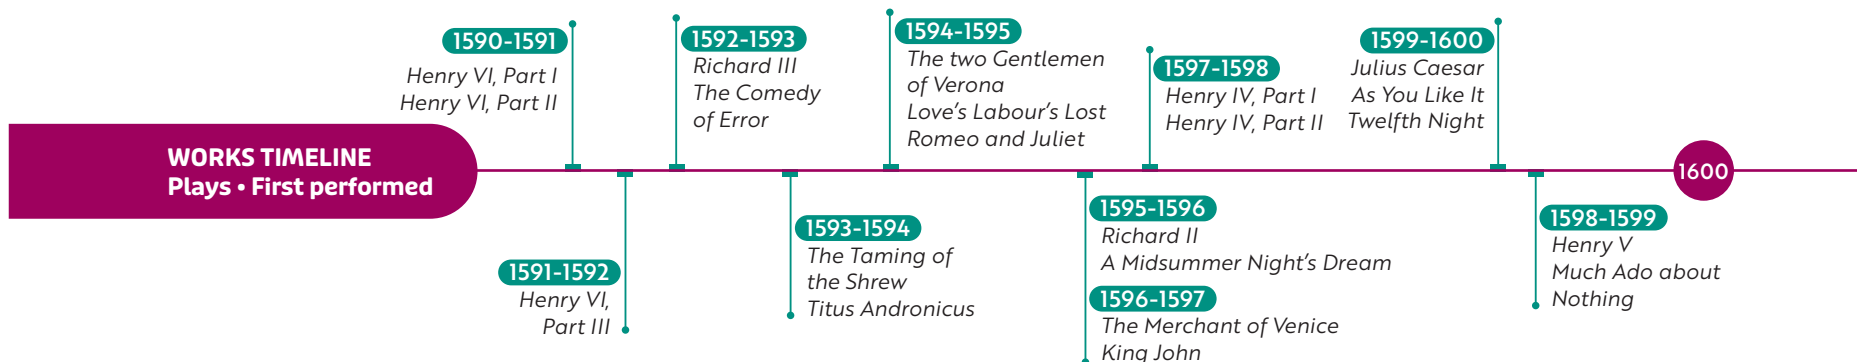 WORKS TIMELINE
Plays • First performed
1590-1591
Henry VI, Part I
Henry VI, Part II
1591-1592
Henry VI,
Part III
1592-1593
Richard III
The Comedy
of Error
1593-1594
The Taming of
the Shrew
Titus Andronicus
1594-1595
The two Gentlemen
of Verona
Love’s Labour’s Lost
Romeo and Juliet
1595-1596
Richard II
A Midsummer Night’s Dream
1596-1597
The Merchant of Venice
King John
1597-1598
Henry IV, Part I
Henry IV, Part II
1599-1600
Julius Caesar
As You Like It
Twelfth Night
1598-1599
Henry V
Much Ado about
Nothing
1600